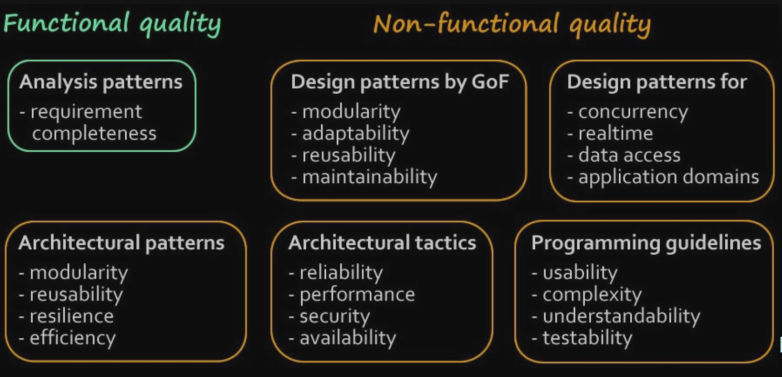 Functional quality
Non-functional quality
Analysis patterns
- requirement
completeness
Design patterns by GoF
- modularity
- adaptability
- reusability
- maintainability
Design patterns for
- concurrency
- realtime
- data access
- application domains
Architectural patterns
- modularity
- reusability
- resilience
- efficiency
Architectural tactics
- reliability
- performance
- security
- availability
Programming guidelines
- usability
- complexity
- understandability
- testability